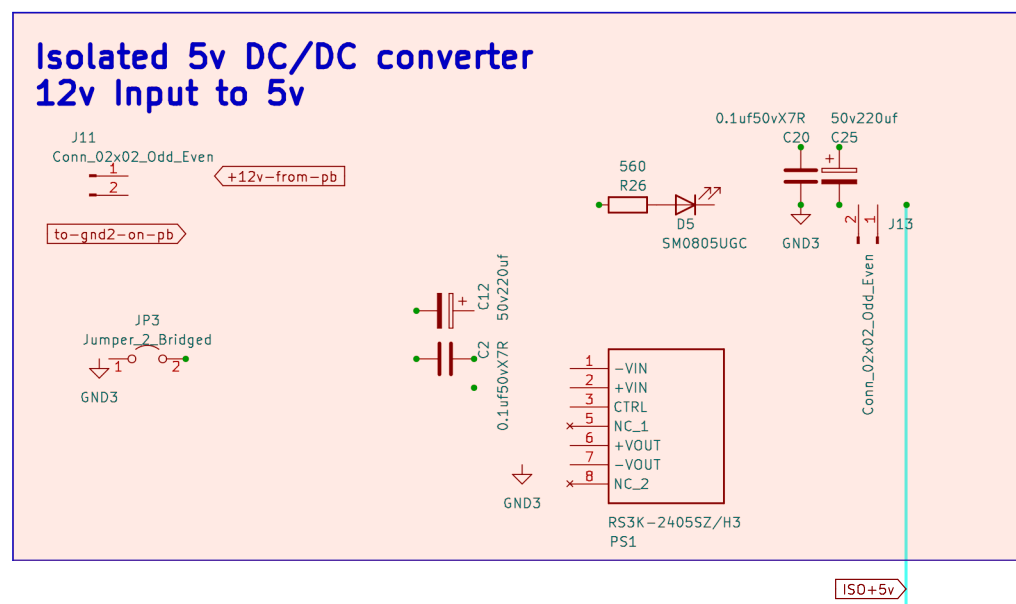 Isolated 5v DC/DC converter
12v Input to 5v
J11
Conn_02x02_Odd_Even
1
2
+12v-from-pb
to-gnd2-on-pb
JP3
Jumper_2_Bridged
1
2
GND3
C12
50v220uf
+
C2
0.1uf50vX7R
GND3
560
R26
D5
SM0805UGC
0.1uf50vX7R
C20
50v220uf
C25
+
GND3
2
1
J13
Conn_02x02_Odd_Even
1 -VIN
2 +VIN
3 CTRL
5 NC_1
6 +VOUT
7 -VOUT
8 NC_2
RS3K-2405SZ/H3
PS1
ISO+5v